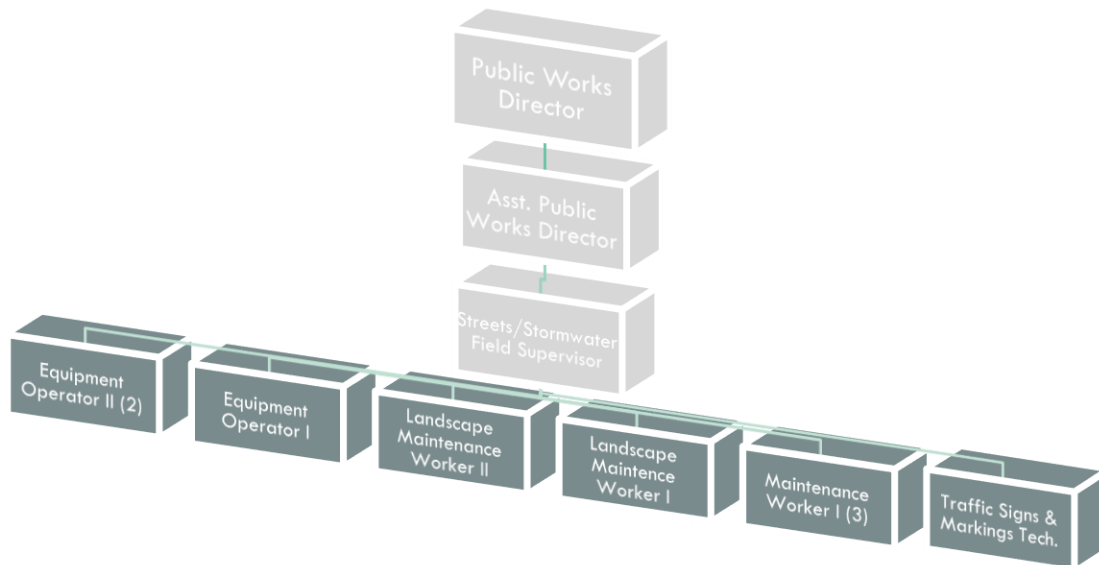 Public Works
Director
Asst. Public
Works Director
Streets/Stormwater
Field Supervisor
Equipment
Operator II (2)
Equipment
Operator I
Landscape
Maintenance
Worker II
Landscape
Maintence
Worker I
Maintenance
Worker I (3)
Traffic Signs &
Markings Tech.